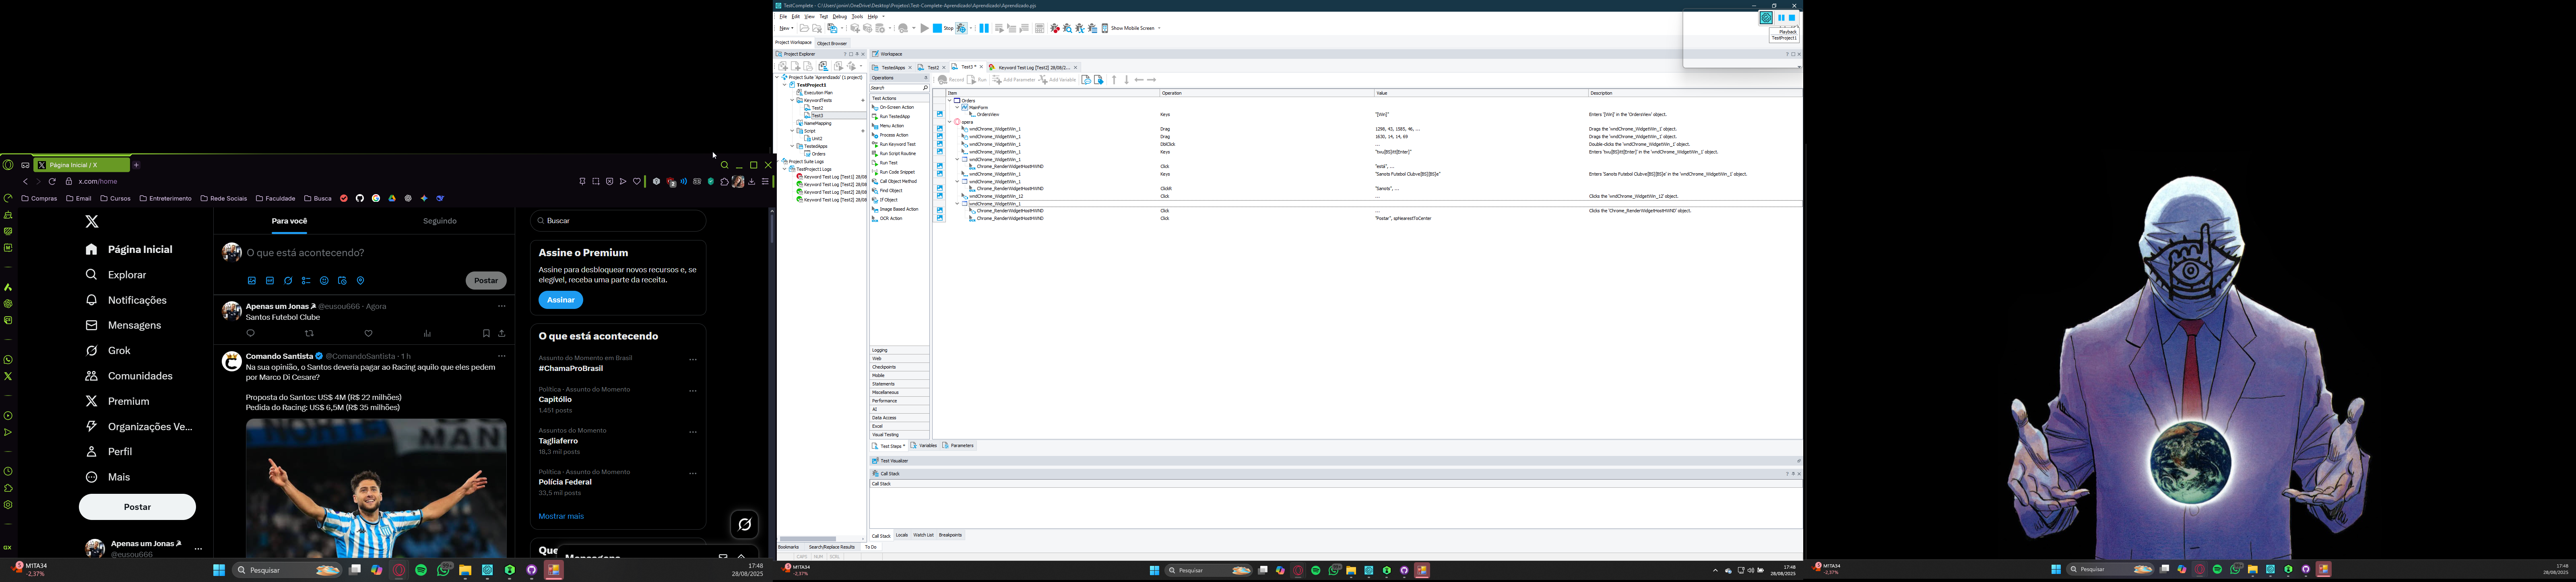 Página Inicial / X
x.com/home
Compras
Email
Cursos
Entreterimento
Rede Sociais
Faculdade
Busca
Para você
Seguindo
Buscar
Página Inicial
Explorar
Notificações
Mensagens
Grok
Comunidades
Premium
Organizações Ve...
Perfil
Mais
Postar
Apenas um Jonas
@eusou666
O que está acontecendo?
Postar
Apenas um Jonas @eusou666 · Agora
Santos Futebol Clube
Comando Santista @ComandoSantista · 1 h
Na sua opinião, o Santos deveria pagar ao Racing aquilo que eles pedem
por Marco Di Cesare?
Proposta do Santos: US$ 4M (R$ 22 milhões)
Pedida do Racing: US$ 6,5M (R$ 35 milhões)
Assine o Premium
Assine para desbloquear novos recursos e, se
elegível, receba uma parte da receita.
Assinar
O que está acontecendo
Assunto do Momento em Brasil
#ChamaProBrasil
Política · Assunto do Momento
Capitólio
1.451 posts
Assuntos do Momento
Tagliaferro
18,3 mil posts
Política · Assunto do Momento
Polícia Federal
33,5 mil posts
Mostrar mais
Que
Mensagens
M1TA34
-2,37%
Pesquisar
17:48
28/08/2025
TestComplete - C:\Users\jonin\OneDrive\Desktop\Projetos\Test-Complete-Aprendizado\Aprendizado\Aprendizado.pjs
File Edit View Test Debug Tools Help
New
Stop
Show Mobile Screen
Playback
TestProject1
Project Workspace
Object Browser
Project Explorer
Project Suite 'Aprendizado' (1 project)
TestProject1
Execution Plan
KeywordTests
Test2
Test3
NameMapping
Script
Unit2
TestedApps
Orders
Project Suite Logs
TestProject1 Logs
Keyword Test Log [Test1] 28/08
Keyword Test Log [Test2] 28/08
Keyword Test Log [Test2] 28/08
Keyword Test Log [Test2] 28/08
Workspace
TestedApps
Test2
Test3 *
Keyword Test Log [Test2] 28/08/2...
Operations
Search
Test Actions
On-Screen Action
Run TestedApp
Menu Action
Process Action
Run Keyword Test
Run Script Routine
Run Test
Run Code Snippet
Call Object Method
Find Object
If Object
Image Based Action
OCR Action
Logging
Web
Checkpoints
Mobile
Statements
Miscellaneous
Performance
AI
Data Access
Excel
Visual Testing
Record Run Add Parameter Add Variable
Item Operation Value Description
Orders
MainForm
OrdersView Keys "[Win]" Enters '[Win]' in the 'OrdersView' object.
opera
wndChrome_WidgetWin_1 Drag 1298, 43, 1585, 46, ... Drags the 'wndChrome_WidgetWin_1' object.
wndChrome_WidgetWin_1 Drag 1630, 14, 14, 69 Drags the 'wndChrome_WidgetWin_1' object.
wndChrome_WidgetWin_1 DblClick ... Double-clicks the 'wndChrome_WidgetWin_1' object.
wndChrome_WidgetWin_1 Keys "twu[BS]itt[Enter]" Enters 'twu[BS]itt[Enter]' in the 'wndChrome_WidgetWin_1' object.
wndChrome_WidgetWin_1
Chrome_RenderWidgetHostHWND Click "está", ...
wndChrome_WidgetWin_1 Keys "Sanots Futebol Clubve[BS][BS]e" Enters 'Sanots Futebol Clubve[BS][BS]e' in the 'wndChrome_WidgetWin_1' object.
wndChrome_WidgetWin_1
Chrome_RenderWidgetHostHWND ClickR "Sanots", ...
wndChrome_WidgetWin_12 Click ... Clicks the 'wndChrome_WidgetWin_12' object.
wndChrome_WidgetWin_1
Chrome_RenderWidgetHostHWND Click ... Clicks the 'Chrome_RenderWidgetHostHWND' object.
Chrome_RenderWidgetHostHWND Click "Postar", spNearestToCenter
Test Steps *
Variables
Parameters
Test Visualizer
Call Stack
Call Stack
Call Stack
Locals
Watch List
Breakpoints
Bookmarks
Search/Replace Results
To Do
CAPS NUM SCRL
M1TA34
-2,37%
Pesquisar
17:48
28/08/2025
M1TA34
-2,37%
Pesquisar
17:48
28/08/2025